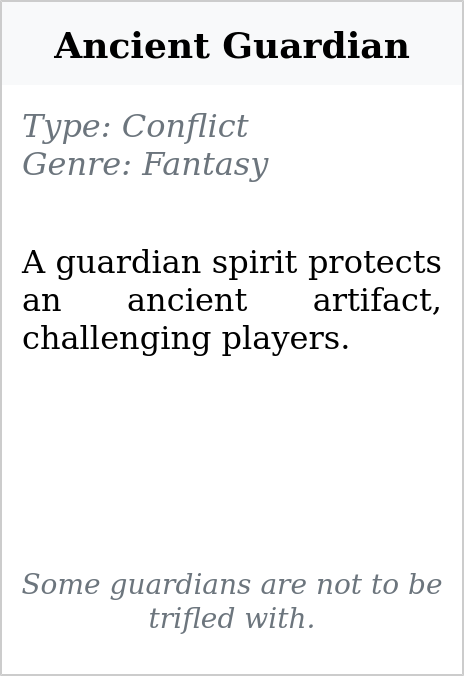 Ancient Guardian
Type: Conflict
Genre: Fantasy
A guardian spirit protects
an ancient artifact,
challenging players.
Some guardians are not to be
trifled with.